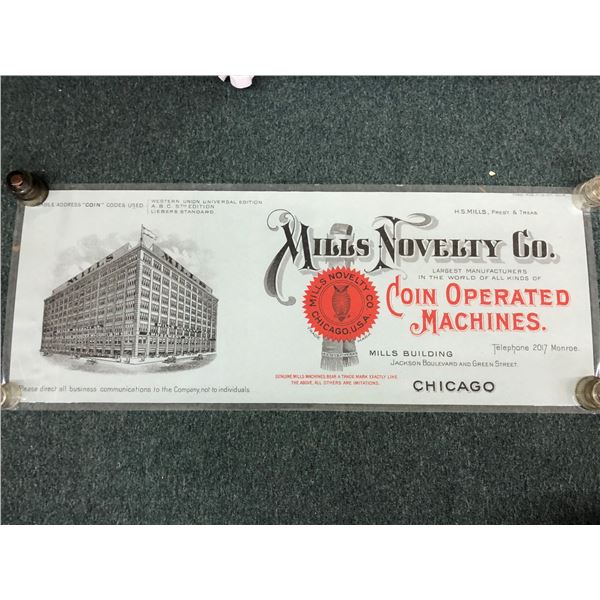 ABLE ADDRESS "COIN" CODES USED.
WESTERN UNION UNIVERSAL EDITION
A.B.C. 5TH EDITION
LIEBERS STANDARD.
H.S. MILLS, PREST & TREAS.
MILLS NOVELTY CO.
LARGEST MANUFACTURERS
IN THE WORLD OF ALL KINDS OF
COIN OPERATED
MACHINES.
MILLS NOVELTY CO.
CHICAGO, U.S.A.
MILLS
Telephone 2017 Monroe.
MILLS BUILDING
JACKSON BOULEVARD AND GREEN STREET.
GENUINE MILLS MACHINES BEAR A TRADE MARK EXACTLY LIKE
THE ABOVE, ALL OTHERS ARE IMITATIONS.
CHICAGO
Please direct all business communications to the Company, not to individuals.